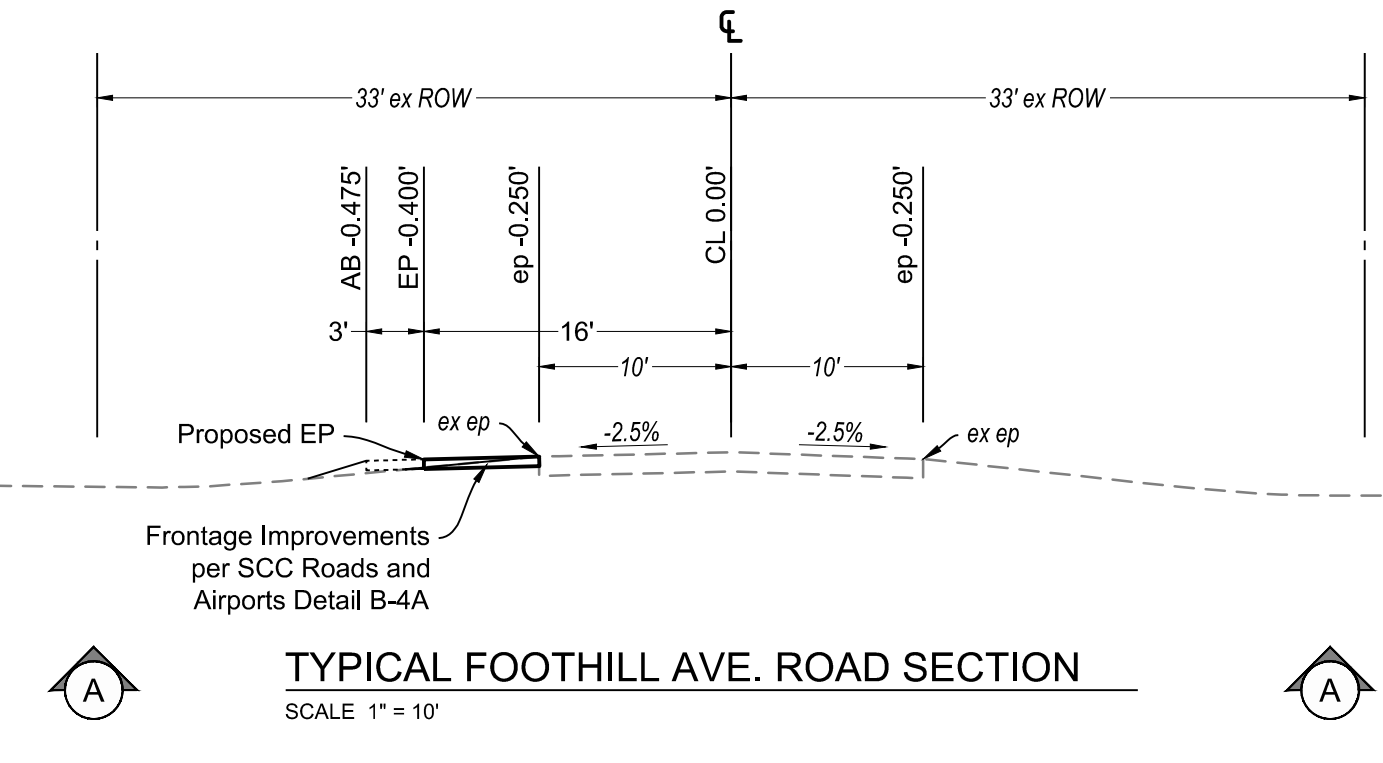 ℄
33' ex ROW
33' ex ROW
AB -0.475'
EP -0.400'
ep -0.250'
CL 0.00'
ep -0.250'
3'
16'
10'
10'
Proposed EP
ex ep
-2.5%
-2.5%
ex ep
Frontage Improvements
per SCC Roads and
Airports Detail B-4A
A
TYPICAL FOOTHILL AVE. ROAD SECTION
SCALE 1" = 10'
A